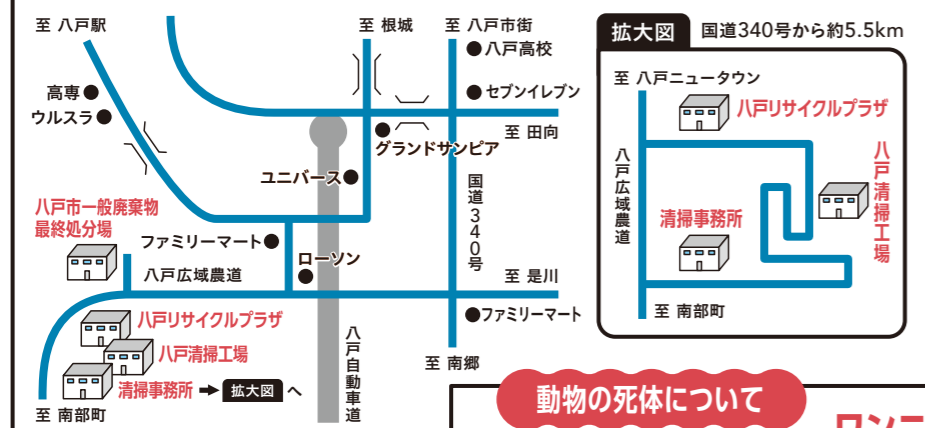 至 八戸駅
至 根城
至 八戸市街
八戸高校
高専
ウルスラ
セブンイレブン
至 田向
グランドサンピア
ユニバース
国道340号
八戸市一般廃棄物
最終処分場
ファミリーマート
ローソン
八戸広域農道
至 是川
八戸リサイクルプラザ
ファミリーマート
八戸清掃工場
八戸自動車道
清掃事務所 ➡ 拡大図 へ
至 南郷
至 南部町
拡大図 国道340号から約5.5km
至 八戸ニュータウン
八戸リサイクルプラザ
八戸広域農道
八戸清掃工場
清掃事務所
至 南部町
動物の死体について